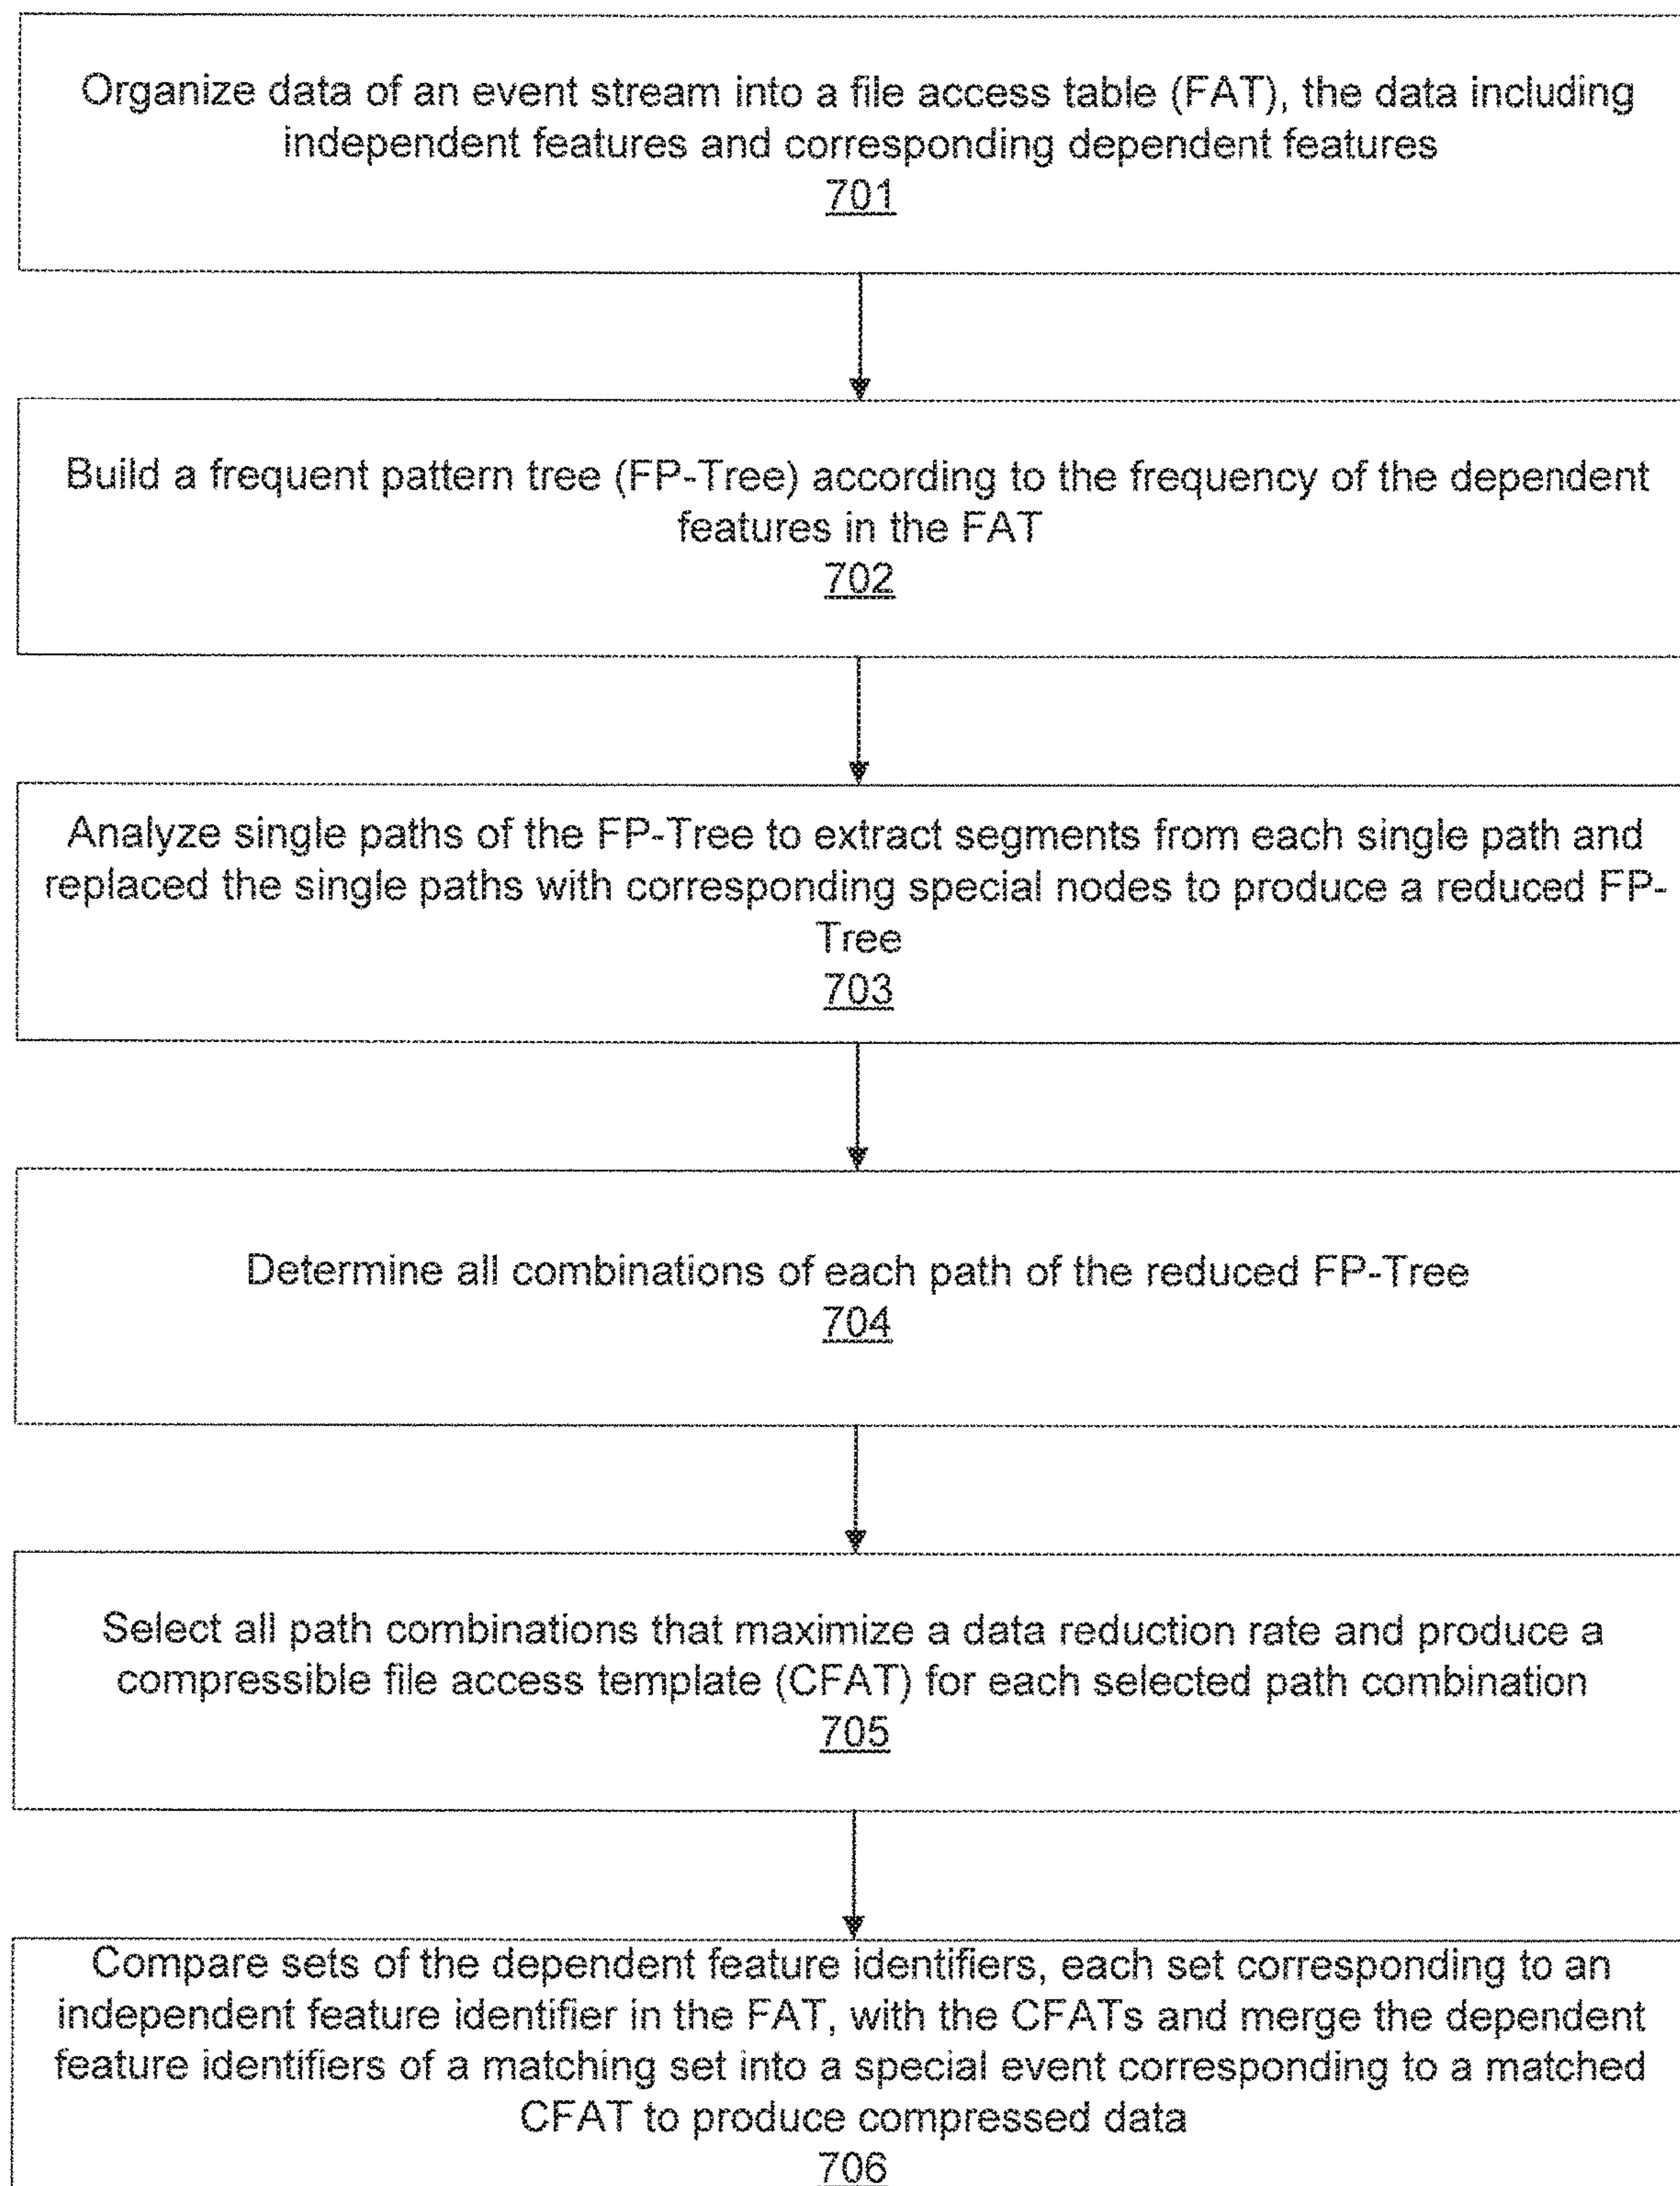 Organize data of an event stream into a file access table (FAT), the data including
independent features and corresponding dependent features
701
Build a frequent pattern tree (FP-Tree) according to the frequency of the dependent
features in the FAT
702
Analyze single paths of the FP-Tree to extract segments from each single path and
replaced the single paths with corresponding special nodes to produce a reduced FP-
Tree
703
Determine all combinations of each path of the reduced FP-Tree
704
Select all path combinations that maximize a data reduction rate and produce a
compressible file access template (CFAT) for each selected path combination
705
Compare sets of the dependent feature identifiers, each set corresponding to an
independent feature identifier in the FAT, with the CFATs and merge the dependent
feature identifiers of a matching set into a special event corresponding to a matched
CFAT to produce compressed data
706